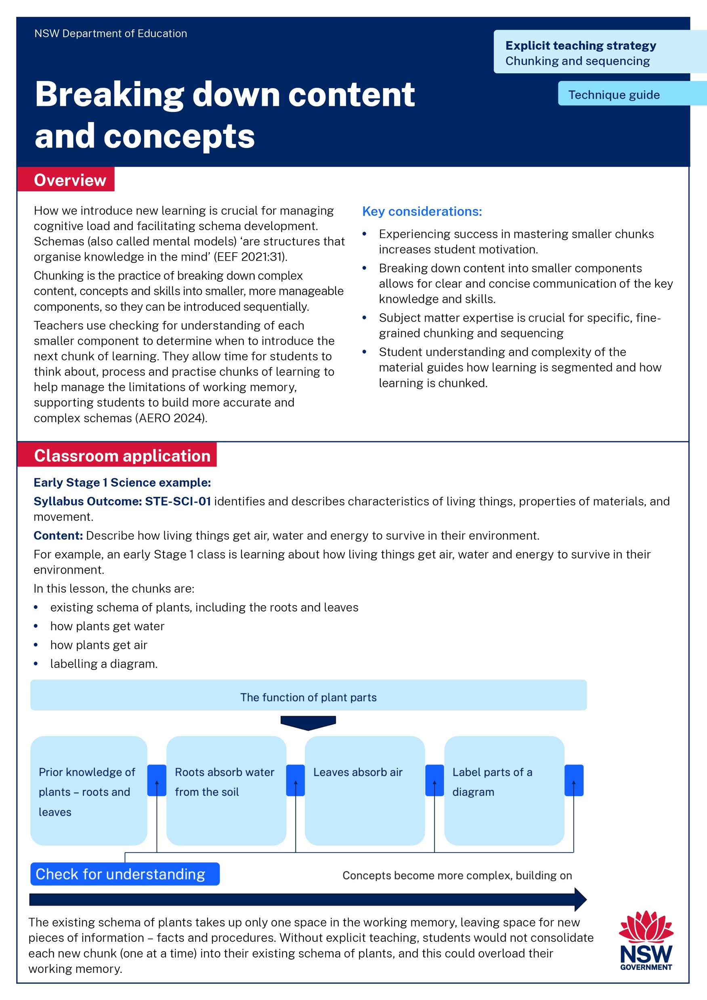 NSW Department of Education
Explicit teaching strategy
Chunking and sequencing
Technique guide
Breaking down content
and concepts
Overview
How we introduce new learning is crucial for managing
cognitive load and facilitating schema development.
Schemas (also called mental models) ‘are structures that
organise knowledge in the mind’ (EEF 2021:31).
Chunking is the practice of breaking down complex
content, concepts and skills into smaller, more manageable
components, so they can be introduced sequentially.
Teachers use checking for understanding of each
smaller component to determine when to introduce the
next chunk of learning. They allow time for students to
think about, process and practise chunks of learning to
help manage the limitations of working memory,
supporting students to build more accurate and
complex schemas (AERO 2024).
Key considerations:
• Experiencing success in mastering smaller chunks
increases student motivation.
• Breaking down content into smaller components
allows for clear and concise communication of the key
knowledge and skills.
• Subject matter expertise is crucial for specific, fine-
grained chunking and sequencing
• Student understanding and complexity of the
material guides how learning is segmented and how
learning is chunked.
Classroom application
Early Stage 1 Science example:
Syllabus Outcome: STE-SCI-01 identifies and describes characteristics of living things, properties of materials, and
movement.
Content: Describe how living things get air, water and energy to survive in their environment.
For example, an early Stage 1 class is learning about how living things get air, water and energy to survive in their
environment.
In this lesson, the chunks are:
• existing schema of plants, including the roots and leaves
• how plants get water
• how plants get air
• labelling a diagram.
The function of plant parts
Prior knowledge of
plants – roots and
leaves
Roots absorb water
from the soil
Leaves absorb air
Label parts of a
diagram
Check for understanding
Concepts become more complex, building on
The existing schema of plants takes up only one space in the working memory, leaving space for new
pieces of information – facts and procedures. Without explicit teaching, students would not consolidate
each new chunk (one at a time) into their existing schema of plants, and this could overload their
working memory.
NSW
GOVERNMENT